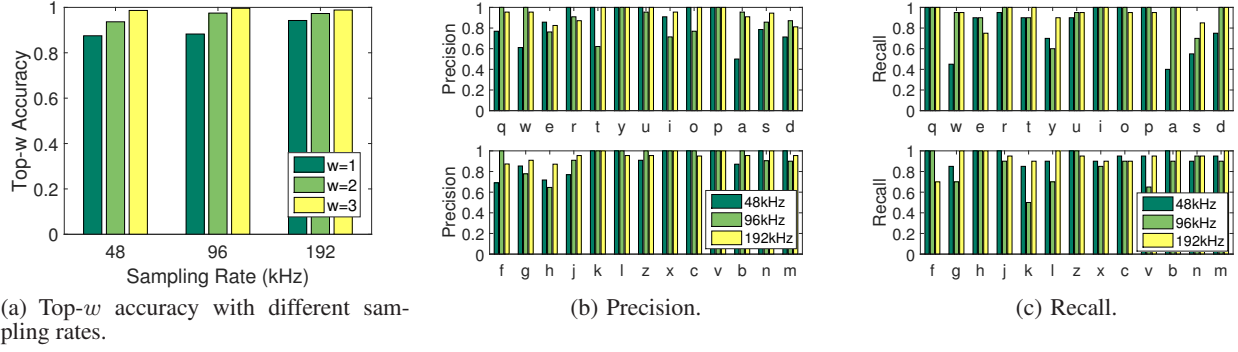 1
0.8
0.6
0.4
0.2
0
Top-w Accuracy
w=1
w=2
w=3
48 96 192
Sampling Rate (kHz)
(a) Top-w accuracy with different sam-
pling rates.
1
0.8
0.6
0.4
0.2
0
Precision
q w e r t y u i o p a s d
1
0.8
0.6
0.4
0.2
0
Precision
48kHz
96kHz
192kHz
f g h j k l z x c v b n m
(b) Precision.
1
0.8
0.6
0.4
0.2
0
Recall
q w e r t y u i o p a s d
1
0.8
0.6
0.4
0.2
0
Recall
48kHz
96kHz
192kHz
f g h j k l z x c v b n m
(c) Recall.